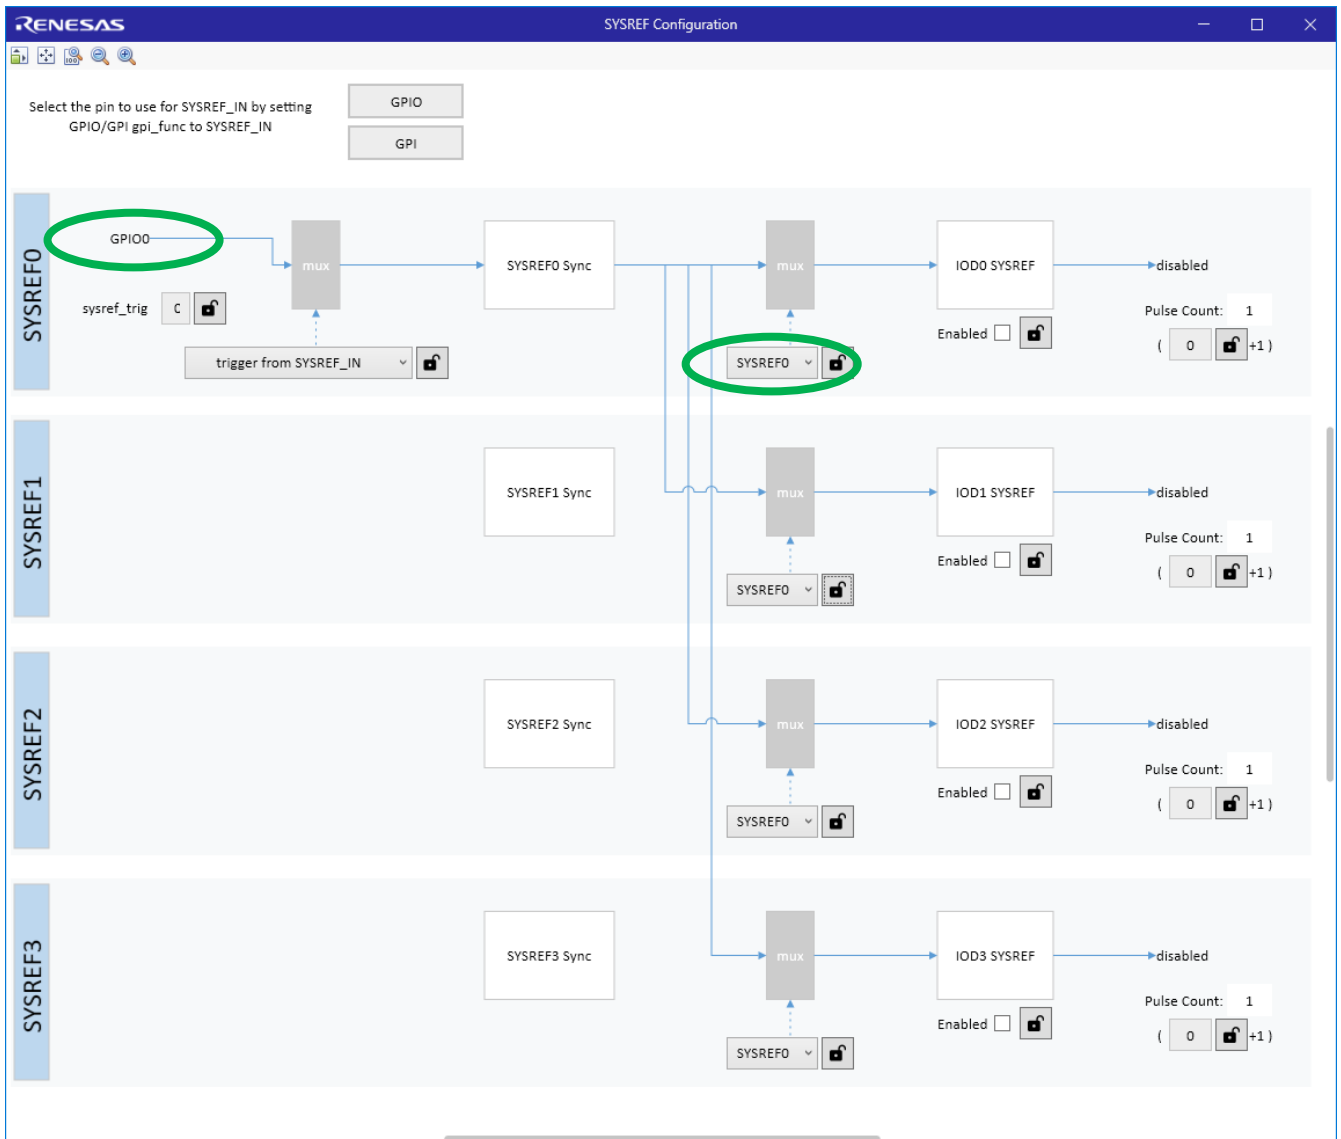 RENESAS
SYSREF Configuration
Select the pin to use for SYSREF_IN by setting
GPIO/GPI gpi_func to SYSREF_IN
GPIO
GPI
SYSREF0
GPIO0
mux
SYSREF0 Sync
mux
IOD0 SYSREF
disabled
sysref_trig
Enabled
Pulse Count: 1
( 0 +1 )
trigger from SYSREF_IN
SYSREF0
SYSREF1
SYSREF1 Sync
mux
IOD1 SYSREF
disabled
Enabled
Pulse Count: 1
( 0 +1 )
SYSREF0
SYSREF2
SYSREF2 Sync
mux
IOD2 SYSREF
disabled
Enabled
Pulse Count: 1
( 0 +1 )
SYSREF0
SYSREF3
SYSREF3 Sync
mux
IOD3 SYSREF
disabled
Enabled
Pulse Count: 1
( 0 +1 )
SYSREF0